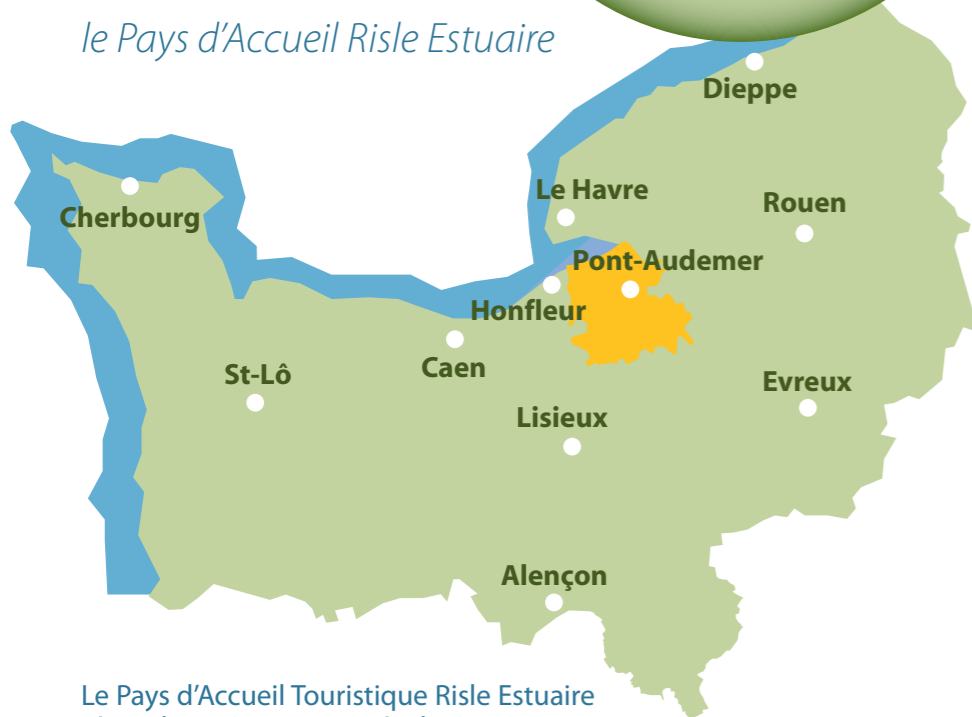 le Pays d'Accueil Risle Estuaire
Dieppe
Le Havre
Rouen
Cherbourg
Pont-Audemer
Honfleur
Caen
St-Lô
Evreux
Lisieux
Alençon
Le Pays d'Accueil Touristique Risle Estuaire